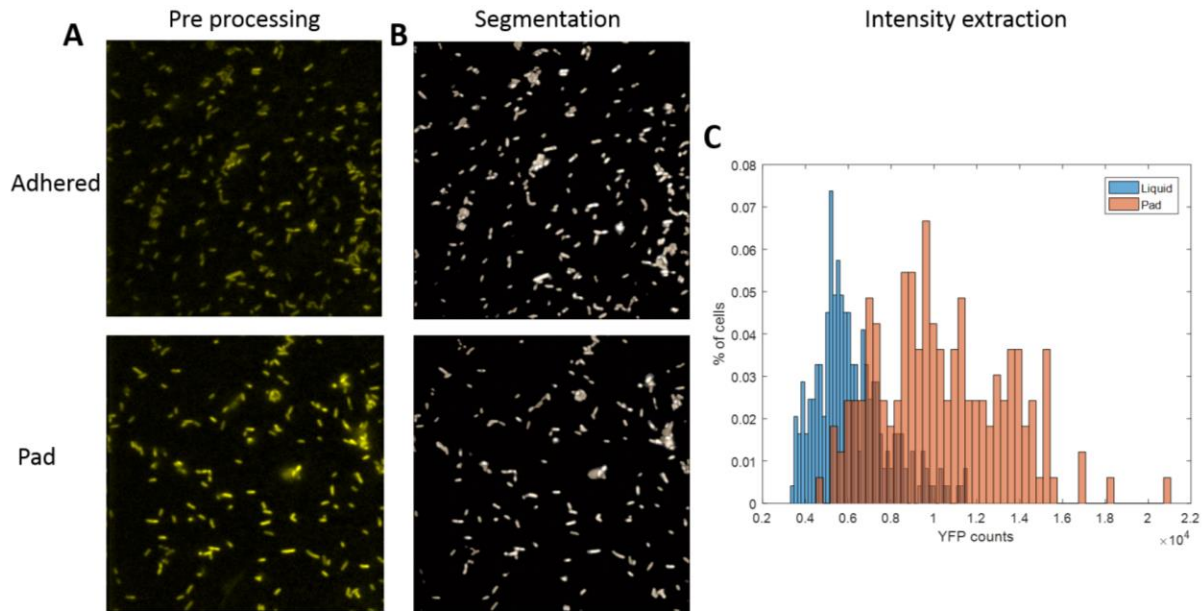 Pre processing
Segmentation
Intensity extraction
A
B
Adhered
Pad
C
0.08
0.07
0.06
0.05
0.04
0.03
0.02
0.01
0
% of cells
Liquid
Pad
0.2 0.4 0.6 0.8 1 1.2 1.4 1.6 1.8 2 2.2
YFP counts
×10⁴